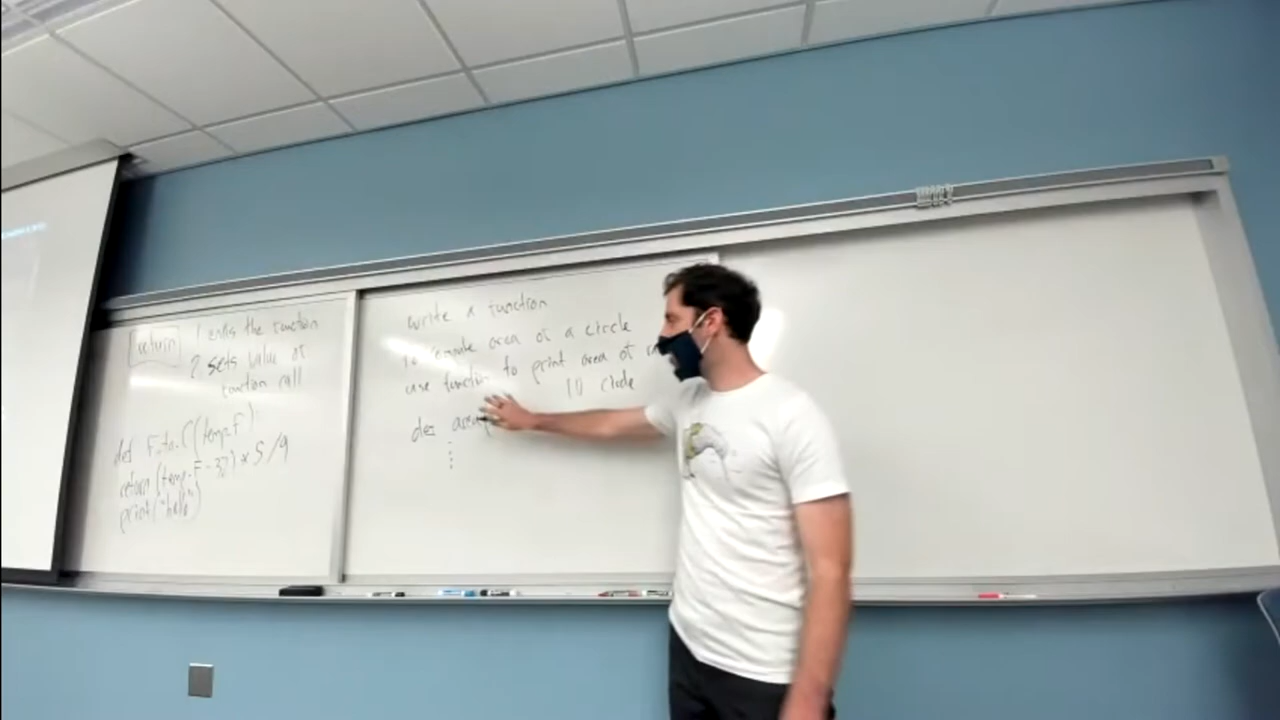 return
1 ends the function
2 sets value of
function call
def F_to_C(temp_F):
return (temp_F-32)*5/9
print("hello")
write a function
to compute area of a circle
use function to print area of
10 circle
def area
⋮